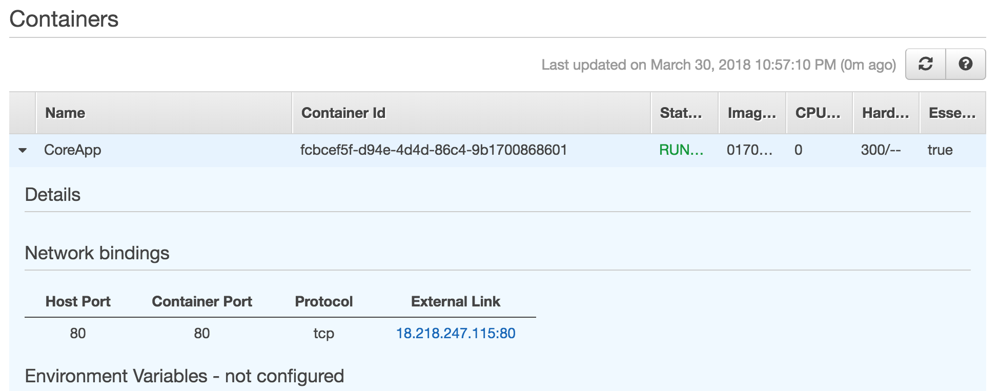 Containers
Last updated on March 30, 2018 10:57:10 PM (0m ago)
Name Container Id Stat... Imag... CPU... Hard... Esse...
CoreApp fcbcef5f-d94e-4d4d-86c4-9b1700868601 RUN... 0170... 0 300/-- true
Details
Network bindings
Host Port Container Port Protocol External Link
80 80 tcp 18.218.247.115:80
Environment Variables - not configured